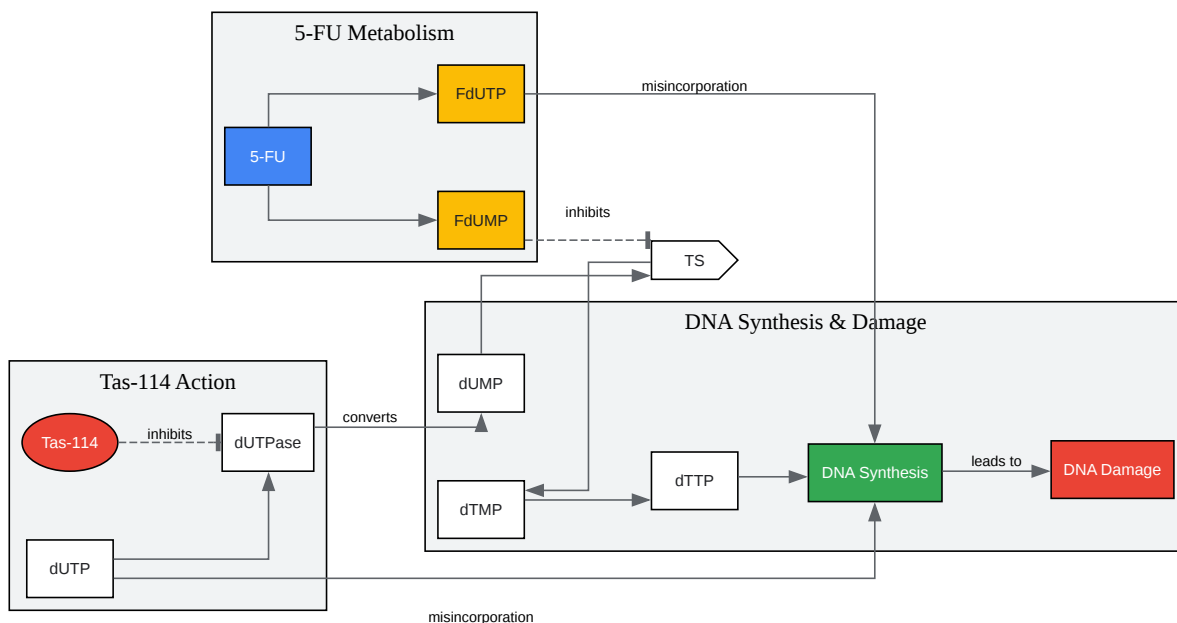 5-FU Metabolism
FdUTP
misincorporation
5-FU
FdUMP
inhibits
TS
DNA Synthesis & Damage
dUMP
Tas-114 Action
Tas-114
inhibits
dUTPase
converts
dTMP
dTTP
DNA Synthesis
leads to
DNA Damage
dUTP
misincorporation